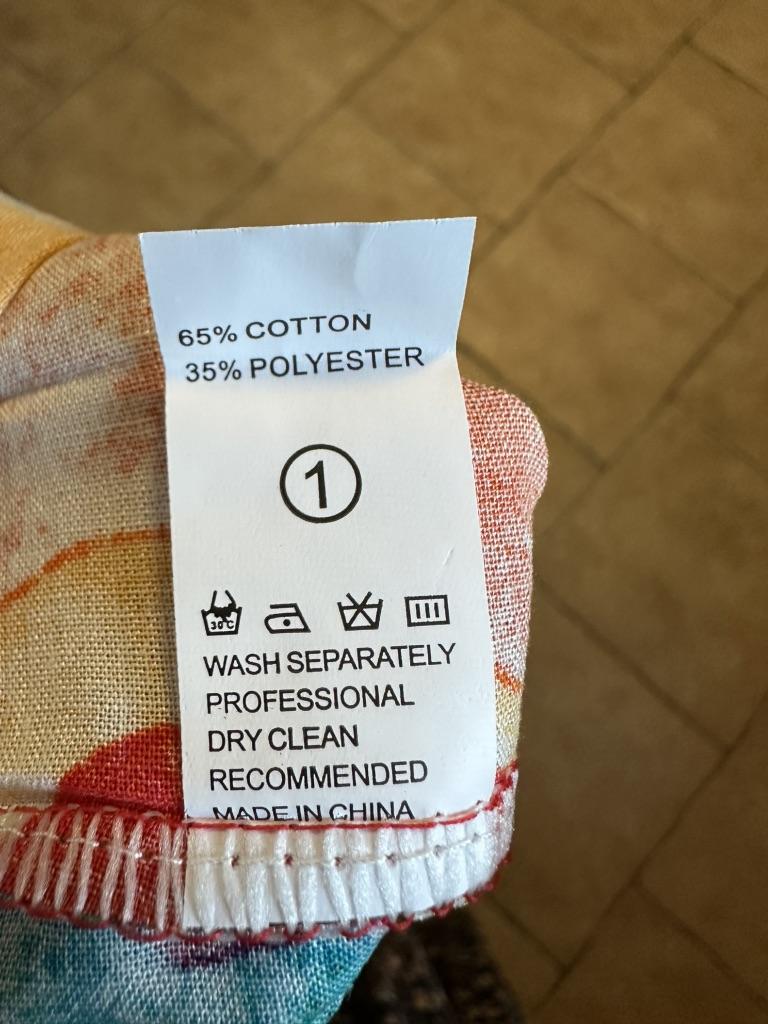 65% COTTON
35% POLYESTER
1
30°C
WASH SEPARATELY
PROFESSIONAL
DRY CLEAN
RECOMMENDED
MADE IN CHINA